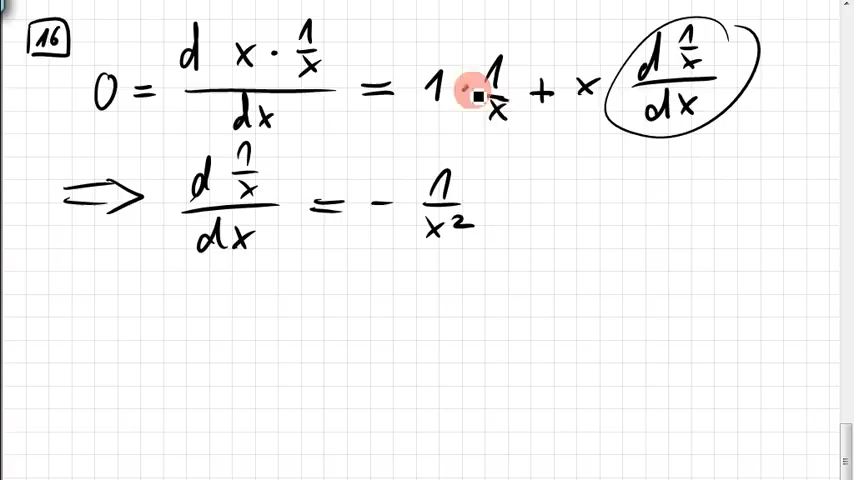 16
0 = d x · 1/x / dx = 1 · 1/x + x d 1/x / dx
⟹ d 1/x / dx = - 1/x²